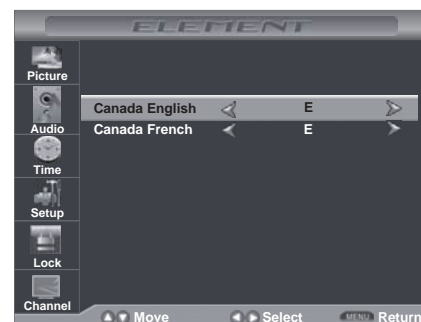 ELEMENT
Picture
Audio
Time
Setup
Lock
Channel
Canada English E
Canada French E
Move Select MENU Return